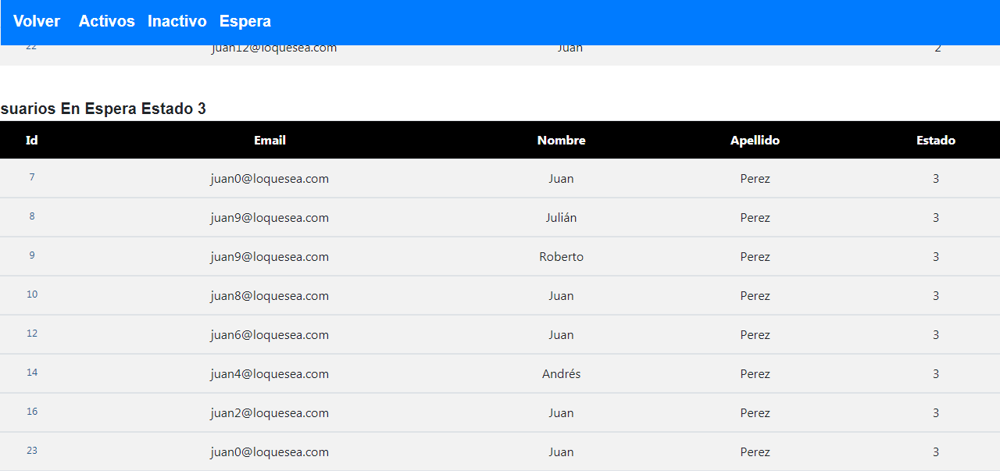 Volver Activos Inactivo Espera
22 juan12@loquesea.com Juan 2
suarios En Espera Estado 3
Id Email Nombre Apellido Estado
7 juan0@loquesea.com Juan Perez 3
8 juan9@loquesea.com Julián Perez 3
9 juan9@loquesea.com Roberto Perez 3
10 juan8@loquesea.com Juan Perez 3
12 juan6@loquesea.com Juan Perez 3
14 juan4@loquesea.com Andrés Perez 3
16 juan2@loquesea.com Juan Perez 3
23 juan0@loquesea.com Juan Perez 3